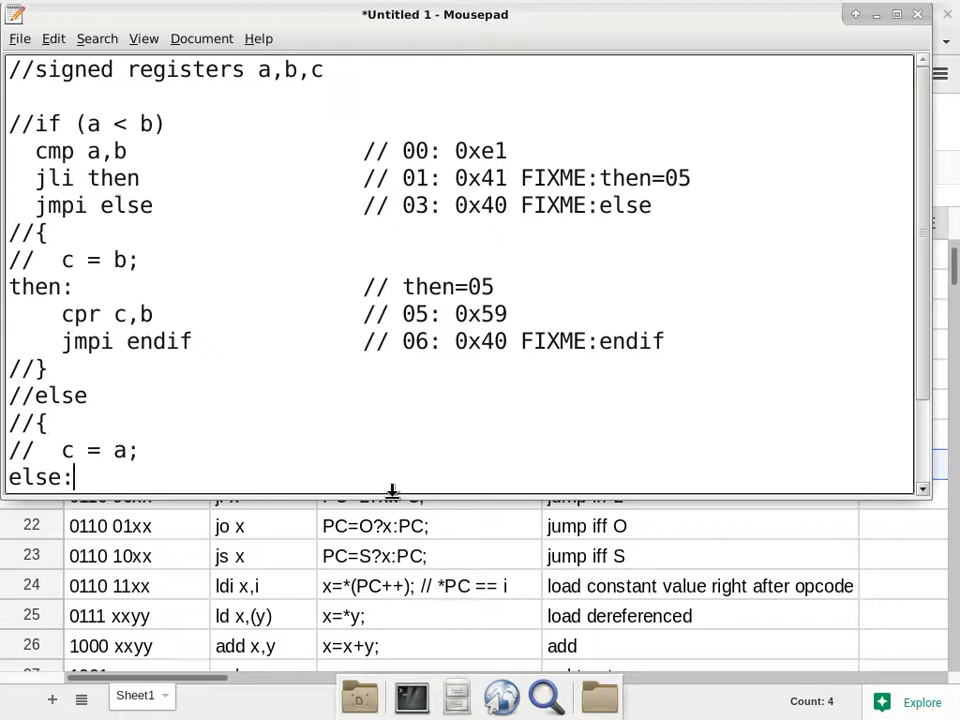 *Untitled 1 - Mousepad
File Edit Search View Document Help
//signed registers a,b,c
//if (a < b)
cmp a,b // 00: 0xe1
jli then // 01: 0x41 FIXME:then=05
jmpi else // 03: 0x40 FIXME:else
//{
// c = b;
then: // then=05
cpr c,b // 05: 0x59
jmpi endif // 06: 0x40 FIXME:endif
//}
//else
//{
// c = a;
else:
22 0110 01xx jo x PC=O?x:PC; jump iff O
23 0110 10xx js x PC=S?x:PC; jump iff S
24 0110 11xx ldi x,i x=*(PC++); // *PC == i load constant value right after opcode
25 0111 xxyy ld x,(y) x=*y; load dereferenced
26 1000 xxyy add x,y x=x+y; add
Sheet1 Count: 4 Explore